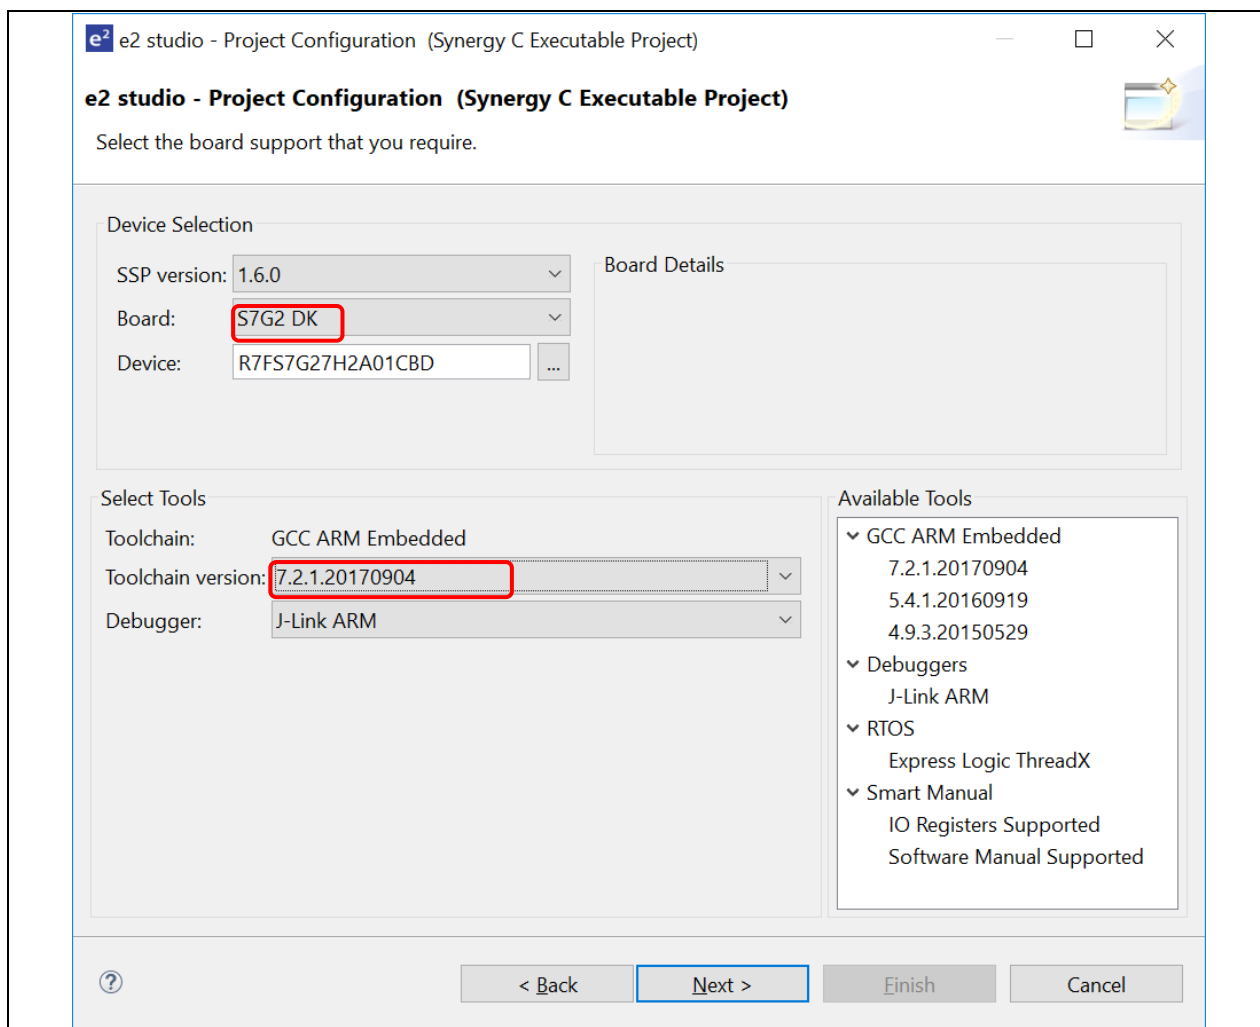 e² e2 studio - Project Configuration (Synergy C Executable Project)
e2 studio - Project Configuration (Synergy C Executable Project)
Select the board support that you require.
Device Selection
SSP version: 1.6.0
Board: S7G2 DK
Device: R7FS7G27H2A01CBD ...
Board Details
Select Tools
Toolchain: GCC ARM Embedded
Toolchain version: 7.2.1.20170904
Debugger: J-Link ARM
Available Tools
GCC ARM Embedded
7.2.1.20170904
5.4.1.20160919
4.9.3.20150529
Debuggers
J-Link ARM
RTOS
Express Logic ThreadX
Smart Manual
IO Registers Supported
Software Manual Supported
? < Back Next > Finish Cancel